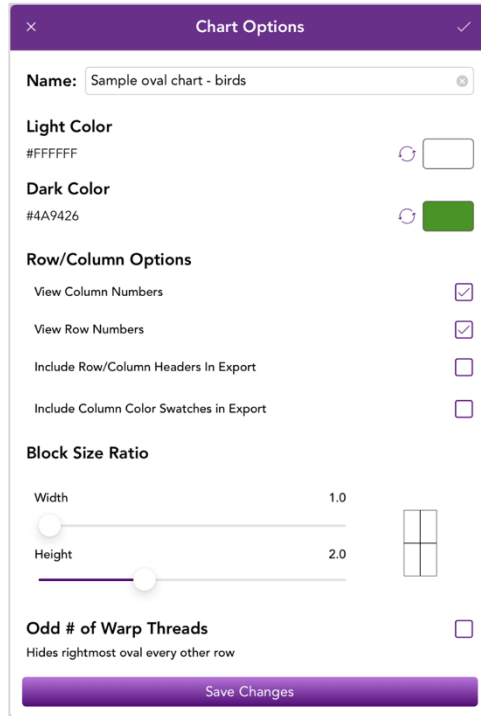 Chart Options
Name: Sample oval chart - birds
Light Color
#FFFFFF
Dark Color
#4A9426
Row/Column Options
View Column Numbers
View Row Numbers
Include Row/Column Headers In Export
Include Column Color Swatches in Export
Block Size Ratio
Width 1.0
Height 2.0
Odd # of Warp Threads
Hides rightmost oval every other row
Save Changes